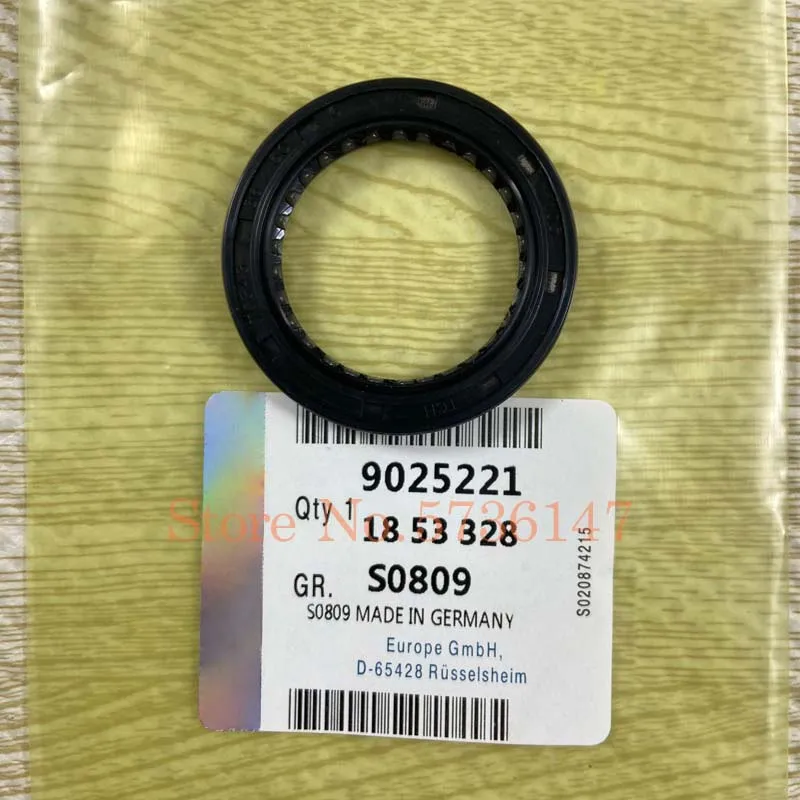 TCH
9025221
Qty 1
18 53 328
Store No.5736147
GR. S0809
S0809 MADE IN GERMANY
Europe GmbH,
D-65428 Rüsselsheim
S020874215